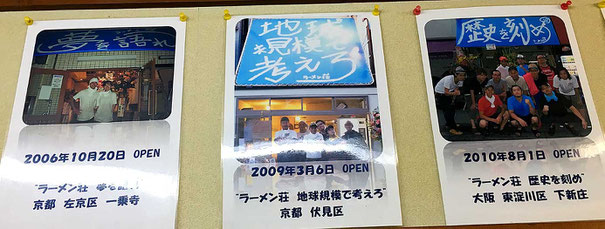 夢を語れ
2006年10月20日 OPEN
"ラーメン荘 夢を語れ"
京都 左京区 一乗寺
地球
規模で
考えろ
ラーメン荘
2009年3月6日 OPEN
"ラーメン荘 地球規模で考えろ"
京都 伏見区
歴史を刻め
2010年8月1日 OPEN
"ラーメン荘 歴史を刻め"
大阪 東淀川区 下新庄